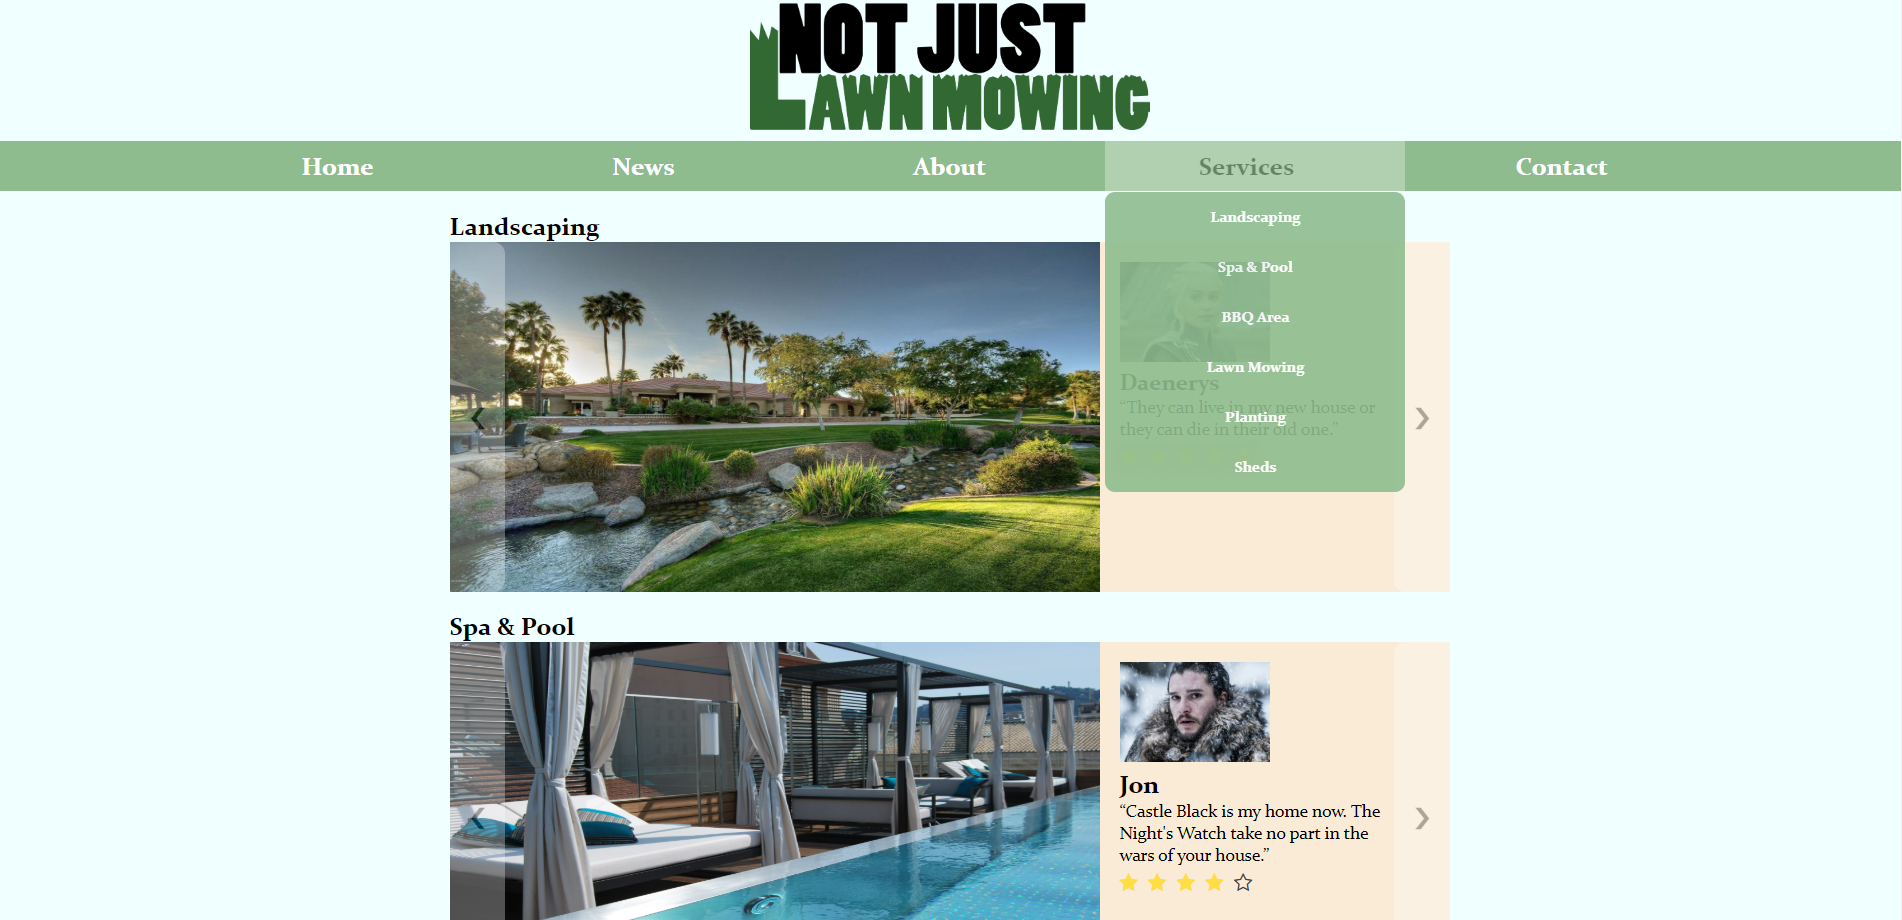 NOT JUST
LAWN MOWING
Home News About Services Contact
Landscaping
Spa & Pool
BBQ Area
Lawn Mowing
Planting
Sheds
Landscaping
Daenerys
“They can live in my new house or
they can die in their old one.”
Spa & Pool
Jon
“Castle Black is my home now. The
Night's Watch take no part in the
wars of your house.”